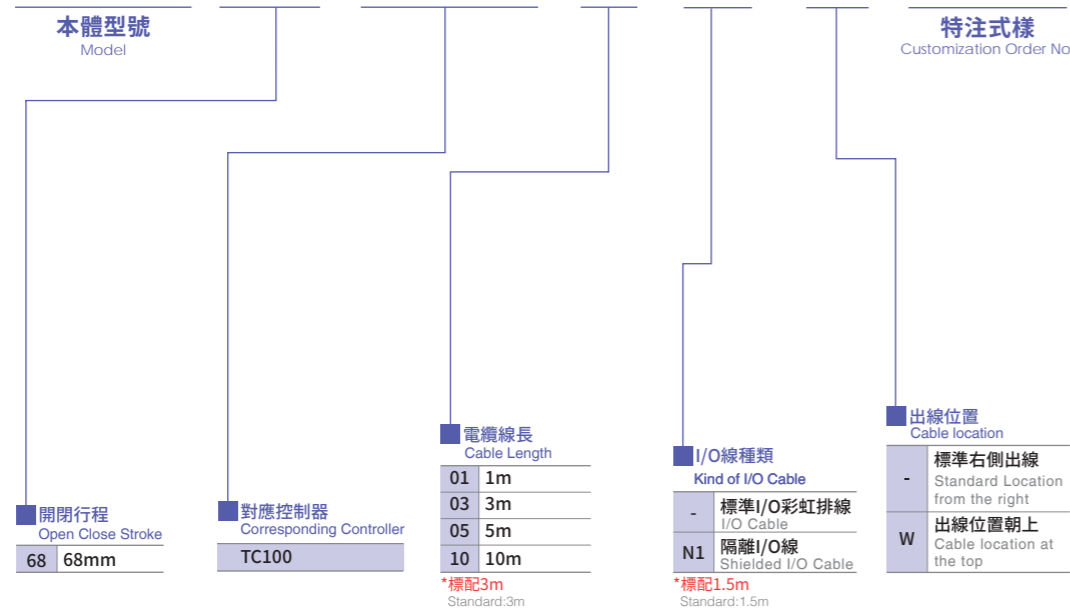 本體型號
Model
特注式樣
Customization Order No
開閉行程
Open Close Stroke
68 68mm
對應控制器
Corresponding Controller
TC100
電纜線長
Cable Length
01 1m
03 3m
05 5m
10 10m
*標配3m
Standard:3m
I/O線種類
Kind of I/O Cable
- 標準I/O彩虹排線
I/O Cable
N1 隔離I/O線
Shielded I/O Cable
*標配1.5m
Standard:1.5m
出線位置
Cable location
- 標準右側出線
Standard Location
from the right
W 出線位置朝上
Cable location at
the top